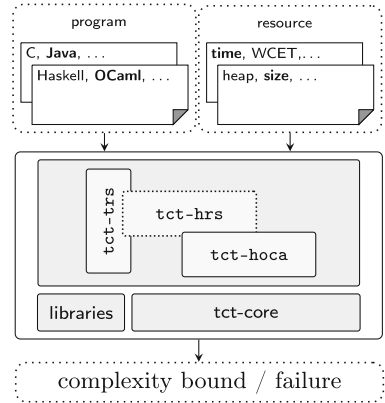 program
resource
C, Java, ...
time, WCET,...
Haskell, OCaml, ...
heap, size, ...
tct-trs
tct-hrs
tct-hoca
libraries
tct-core
complexity bound / failure